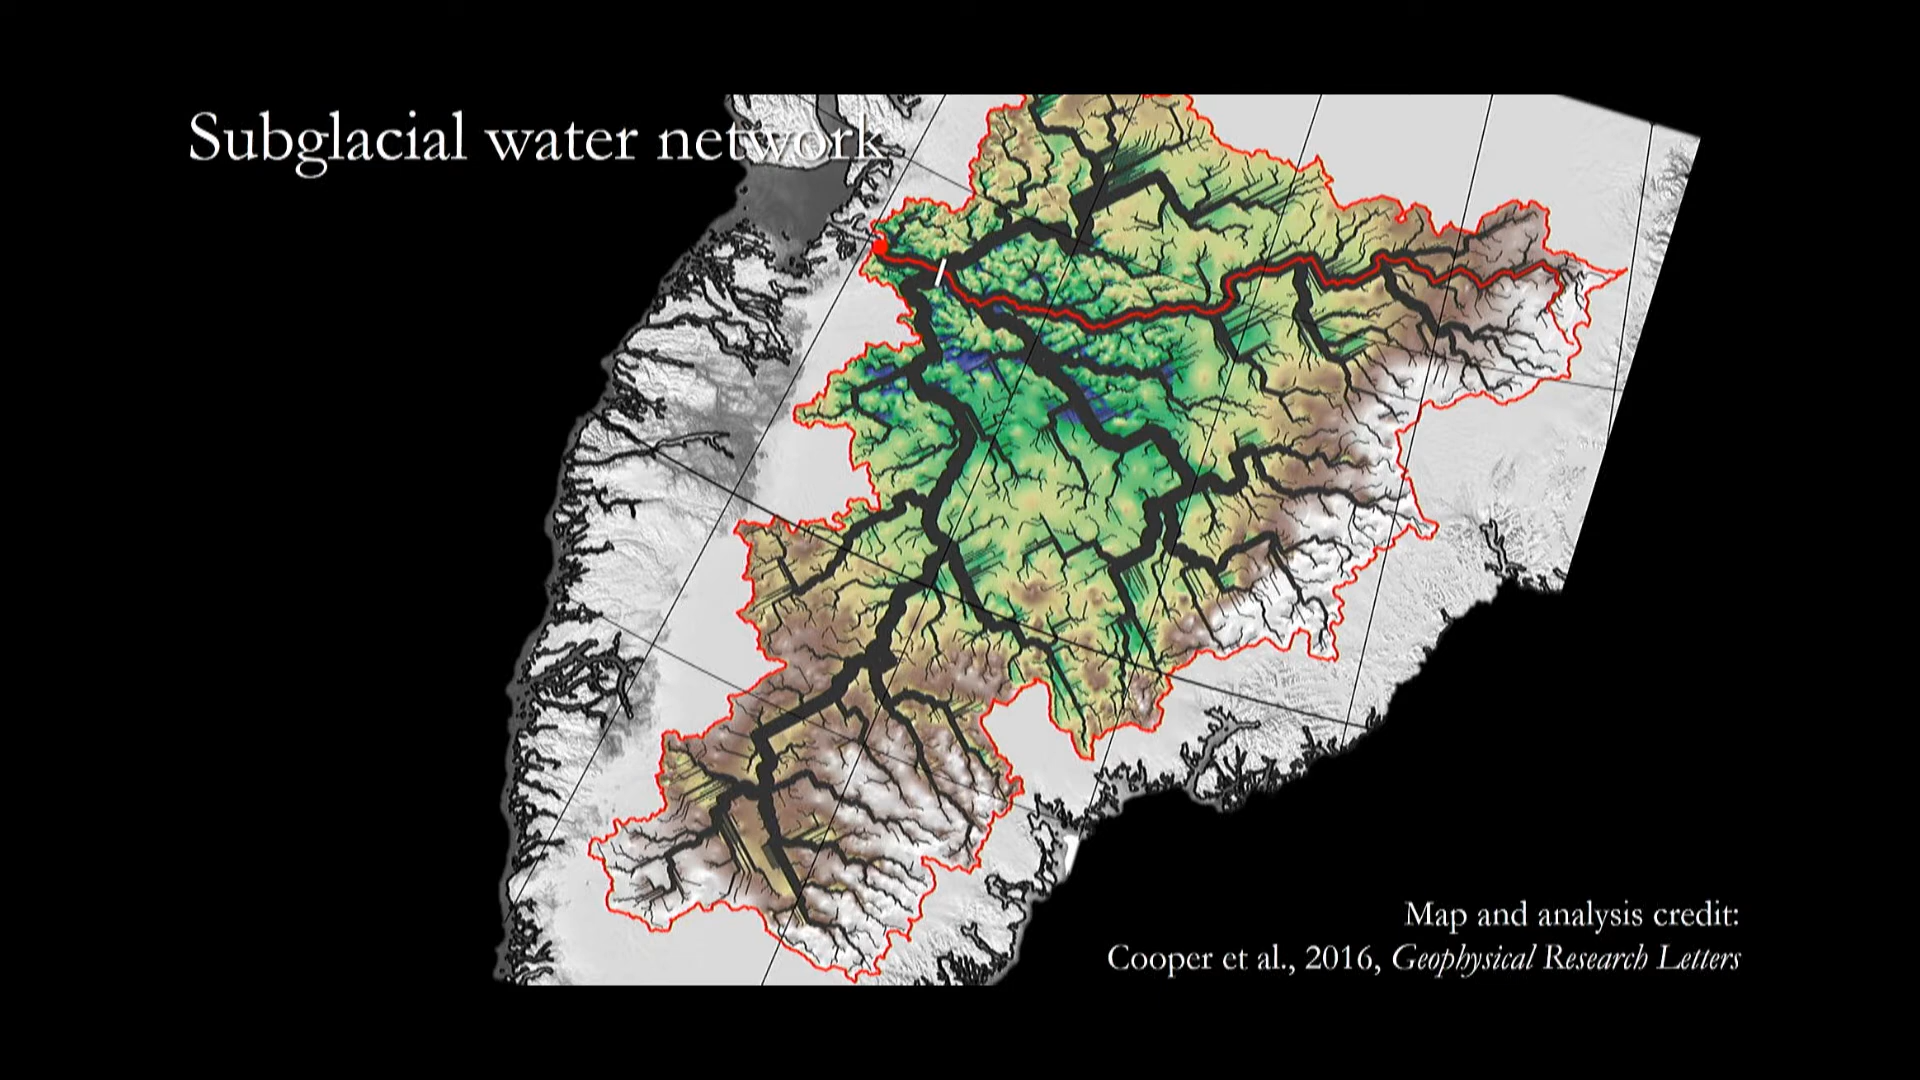 Subglacial water network
Map and analysis credit:
Cooper et al., 2016, Geophysical Research Letters